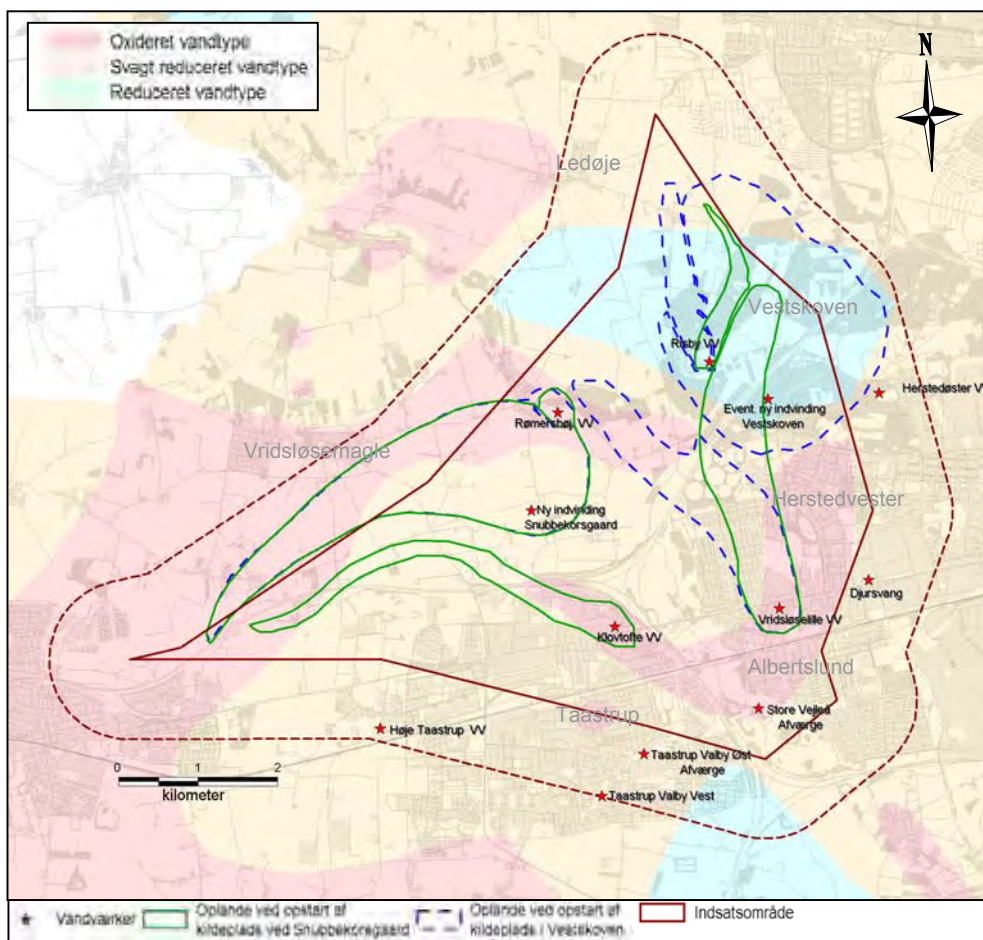 Oxideret vandtype
Svagt reduceret vandtype
Reduceret vandtype
N
Ledøje
Vestskoven
Risby VV
Herstedøster VV
Event. ny indvinding
Vestskoven
Rømershøj. VV
Vridsløsemagle
Herstedvester
Ny indvinding
Snubbekorsgaard
Djursvang
Vridsløselille VV
Klovtofte VV
Albertslund
Store Vejleå
Afværge
Taastrup
Høje Taastrup VV
Taastrup Valby Øst
Afværge
0 1 2
kilometer
Taastrup Valby Vest
Vandværker
Oplande ved opstart af
kildeplads ved Snubbekorsgaard
Oplande ved opstart af
kildeplads i Vestskoven
Indsatsområde